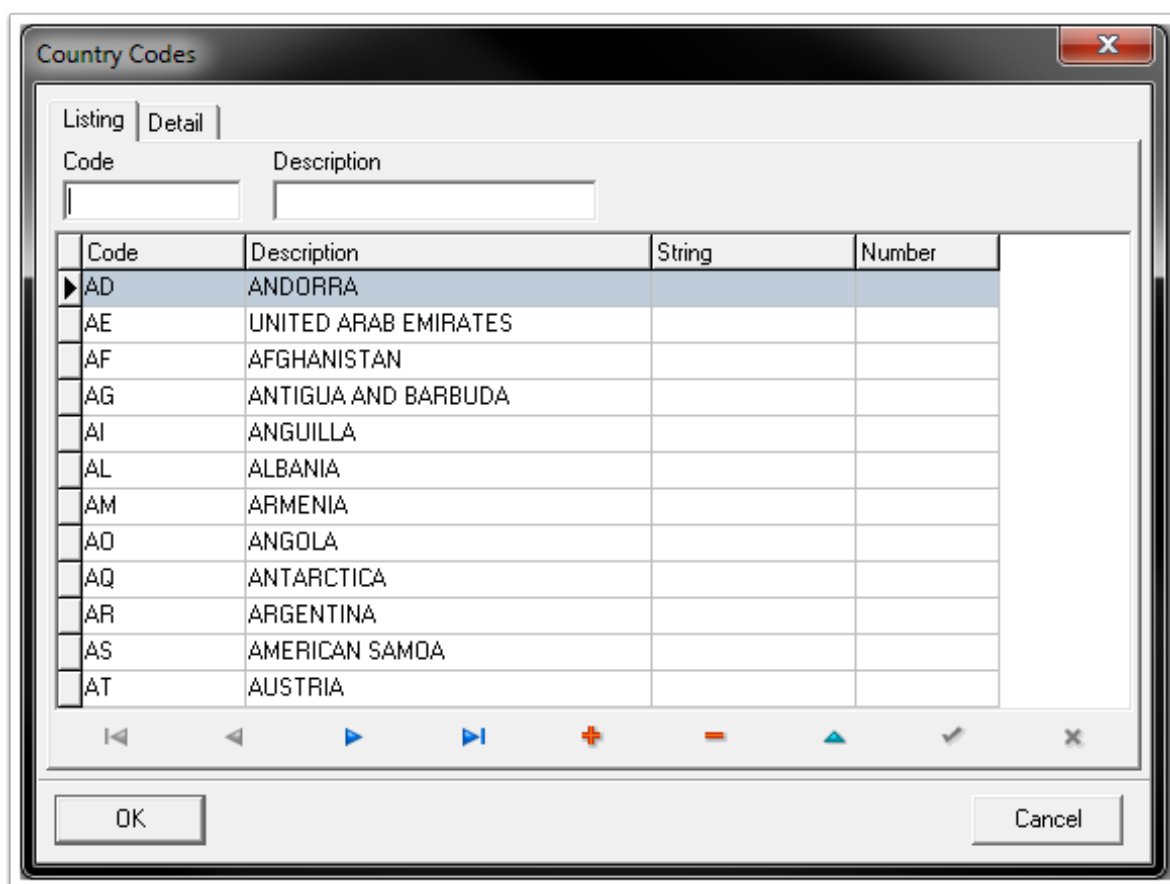 Country Codes
Listing Detail
Code Description
Code Description String Number
AD ANDORRA
AE UNITED ARAB EMIRATES
AF AFGHANISTAN
AG ANTIGUA AND BARBUDA
AI ANGUILLA
AL ALBANIA
AM ARMENIA
AO ANGOLA
AQ ANTARCTICA
AR ARGENTINA
AS AMERICAN SAMOA
AT AUSTRIA
OK Cancel